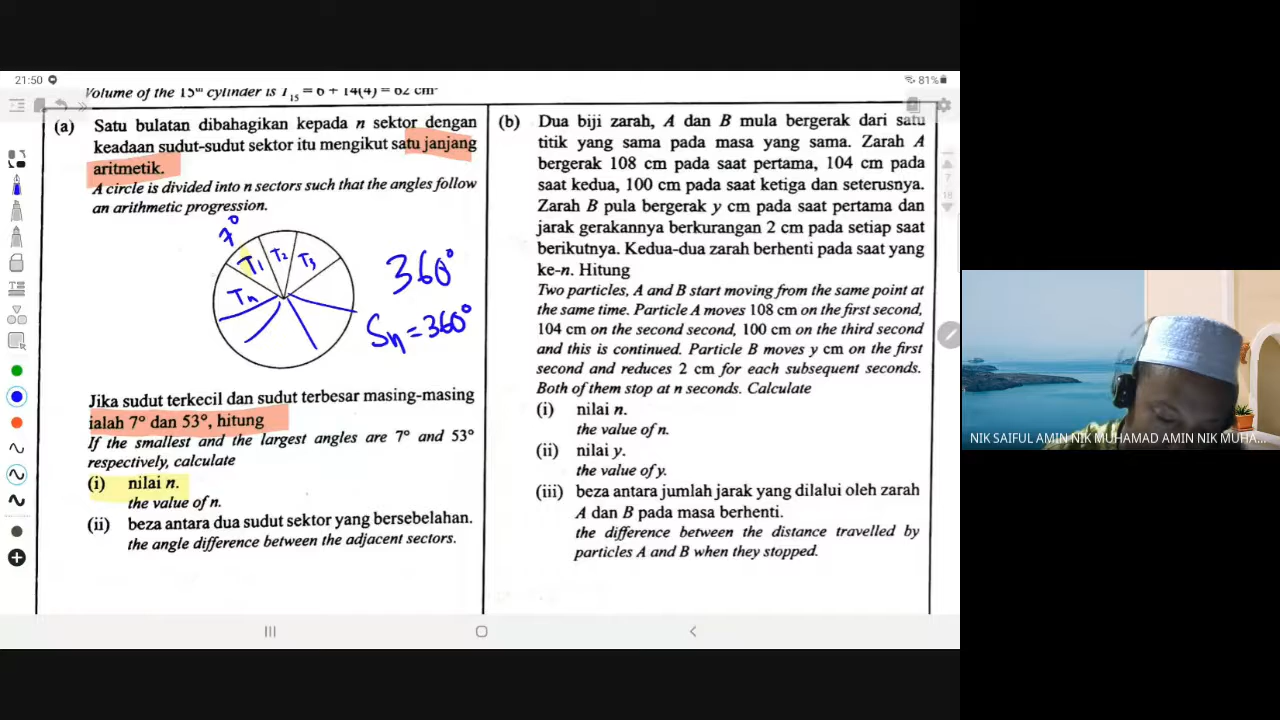 21:50
81%
Volume of the 15th cylinder is T15 = 6 + 14(4) = 62 cm
(a) Satu bulatan dibahagikan kepada n sektor dengan
keadaan sudut-sudut sektor itu mengikut satu janjang
aritmetik.
A circle is divided into n sectors such that the angles follow
an arithmetic progression.
7°
T1 T2 T3
Tn
360°
Sn = 360°
Jika sudut terkecil dan sudut terbesar masing-masing
ialah 7° dan 53°, hitung
If the smallest and the largest angles are 7° and 53°
respectively, calculate
(i) nilai n.
the value of n.
(ii) beza antara dua sudut sektor yang bersebelahan.
the angle difference between the adjacent sectors.
(b) Dua biji zarah, A dan B mula bergerak dari satu
titik yang sama pada masa yang sama. Zarah A
bergerak 108 cm pada saat pertama, 104 cm pada
saat kedua, 100 cm pada saat ketiga dan seterusnya.
Zarah B pula bergerak y cm pada saat pertama dan
jarak gerakannya berkurangan 2 cm pada setiap saat
berikutnya. Kedua-dua zarah berhenti pada saat yang
ke-n. Hitung
Two particles, A and B start moving from the same point at
the same time. Particle A moves 108 cm on the first second,
104 cm on the second second, 100 cm on the third second
and this is continued. Particle B moves y cm on the first
second and reduces 2 cm for each subsequent seconds.
Both of them stop at n seconds. Calculate
(i) nilai n.
the value of n.
(ii) nilai y.
the value of y.
(iii) beza antara jumlah jarak yang dilalui oleh zarah
A dan B pada masa berhenti.
the difference between the distance travelled by
particles A and B when they stopped.
7
18
NIK SAIFUL AMIN NIK MUHAMAD AMIN NIK MUHA...